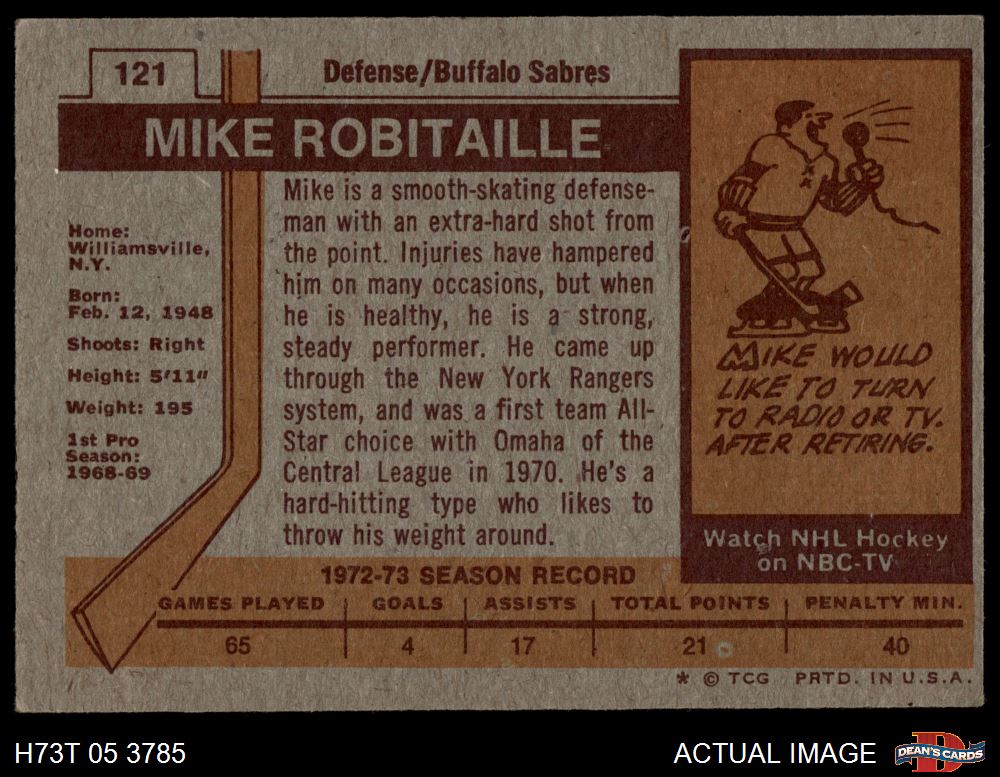 121
Defense/Buffalo Sabres
MIKE ROBITAILLE
Home:
Williamsville,
N.Y.
Born:
Feb. 12, 1948
Shoots: Right
Height: 5'11"
Weight: 195
1st Pro
Season:
1968-69
Mike is a smooth-skating defense-
man with an extra-hard shot from
the point. Injuries have hampered
him on many occasions, but when
he is healthy, he is a strong,
steady performer. He came up
through the New York Rangers
system, and was a first team All-
Star choice with Omaha of the
Central League in 1970. He's a
hard-hitting type who likes to
throw his weight around.
MIKE WOULD
LIKE TO TURN
TO RADIO OR TV.
AFTER RETIRING.
Watch NHL Hockey
on NBC-TV
1972-73 SEASON RECORD
GAMES PLAYED GOALS ASSISTS TOTAL POINTS PENALTY MIN.
65 4 17 21 40
* © TCG PRTD. IN U.S.A.
H73T 05 3785
ACTUAL IMAGE
D
DEAN'S CARDS